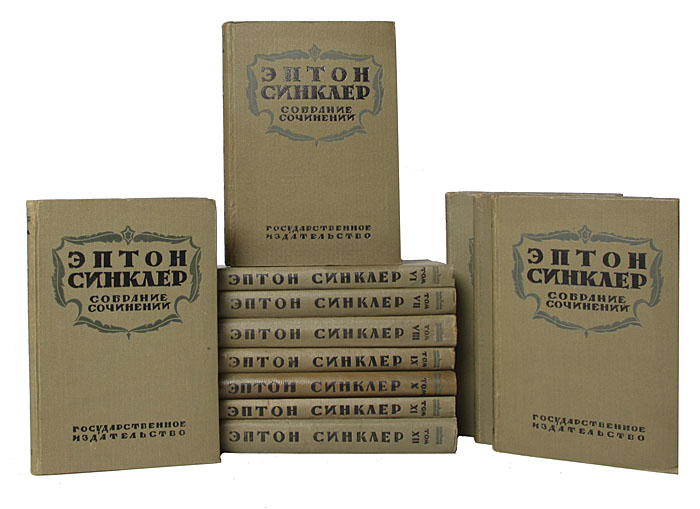 ЭПТОН
СИНКЛЕР
СОБРАНИЕ
СОЧИНЕНИЙ
ГОСУДАРСТВЕННОЕ
ИЗДАТЕЛЬСТВО
ЭПТОН
СИНКЛЕР
СОБРАНИЕ
СОЧИНЕНИЙ
ГОСУДАРСТВЕННОЕ
ИЗДАТЕЛЬСТВО
ЭПТОН СИНКЛЕР ТОМ VI
ЭПТОН СИНКЛЕР ТОМ VII
ЭПТОН СИНКЛЕР ТОМ VIII
ЭПТОН СИНКЛЕР ТОМ IX
ЭПТОН СИНКЛЕР ТОМ X
ЭПТОН СИНКЛЕР ТОМ XI
ЭПТОН СИНКЛЕР ТОМ XII
ЭПТОН
СИНКЛЕР
СОБРАНИЕ
СОЧИНЕНИЙ
ГОСУДАРСТВЕННОЕ
ИЗДАТЕЛЬСТВО